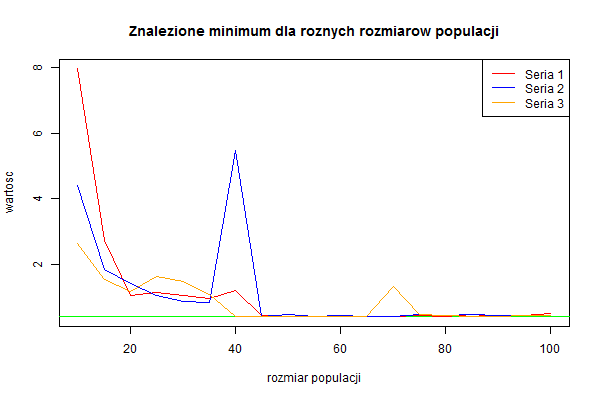 Znalezione minimum dla roznych rozmiarow populacji
Seria 1
Seria 2
Seria 3
wartosc
8
6
4
2
20 40 60 80 100
rozmiar populacji